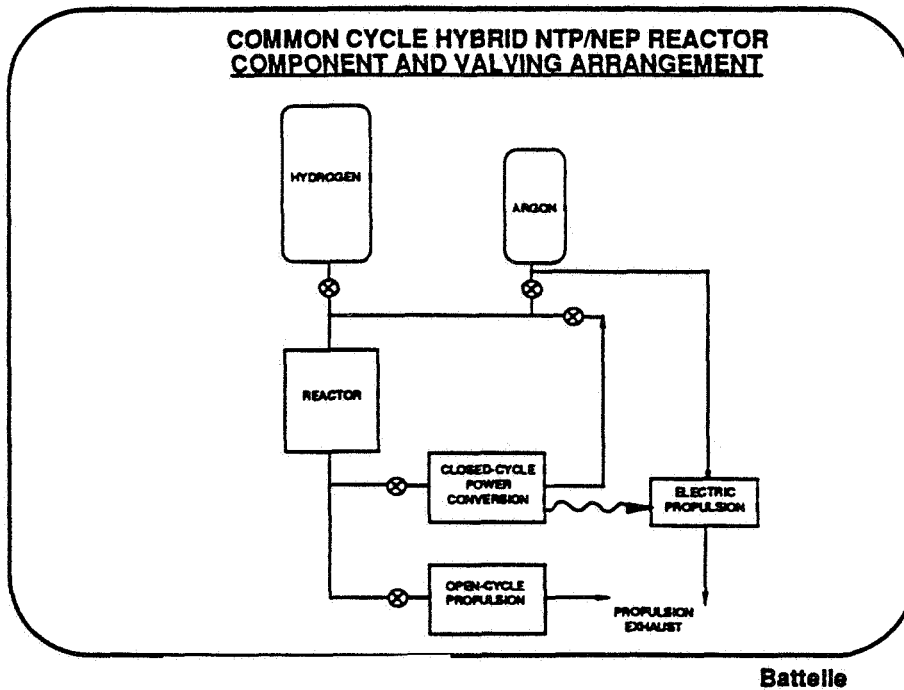 COMMON CYCLE HYBRID NTP/NEP REACTOR
COMPONENT AND VALVING ARRANGEMENT
HYDROGEN
ARGON
REACTOR
CLOSED-CYCLE
POWER
CONVERSION
ELECTRIC
PROPULSION
OPEN-CYCLE
PROPULSION
PROPULSION
EXHAUST
Battelle